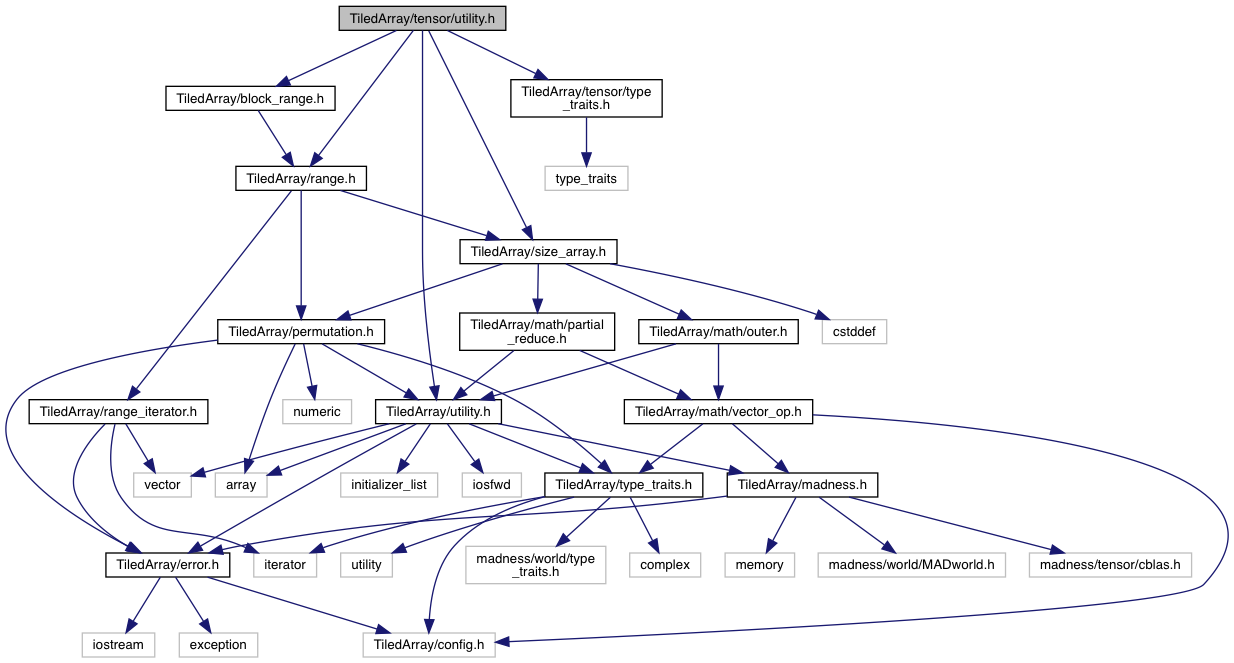 TiledArray/tensor/utility.h
TiledArray/block_range.h
TiledArray/tensor/type
_traits.h
TiledArray/range.h
type_traits
TiledArray/size_array.h
TiledArray/permutation.h
TiledArray/math/partial
_reduce.h
TiledArray/math/outer.h
cstddef
TiledArray/range_iterator.h
numeric
TiledArray/utility.h
TiledArray/math/vector_op.h
vector
array
initializer_list
iosfwd
TiledArray/type_traits.h
TiledArray/madness.h
TiledArray/error.h
iterator
utility
madness/world/type
_traits.h
complex
memory
madness/world/MADworld.h
madness/tensor/cblas.h
iostream
exception
TiledArray/config.h